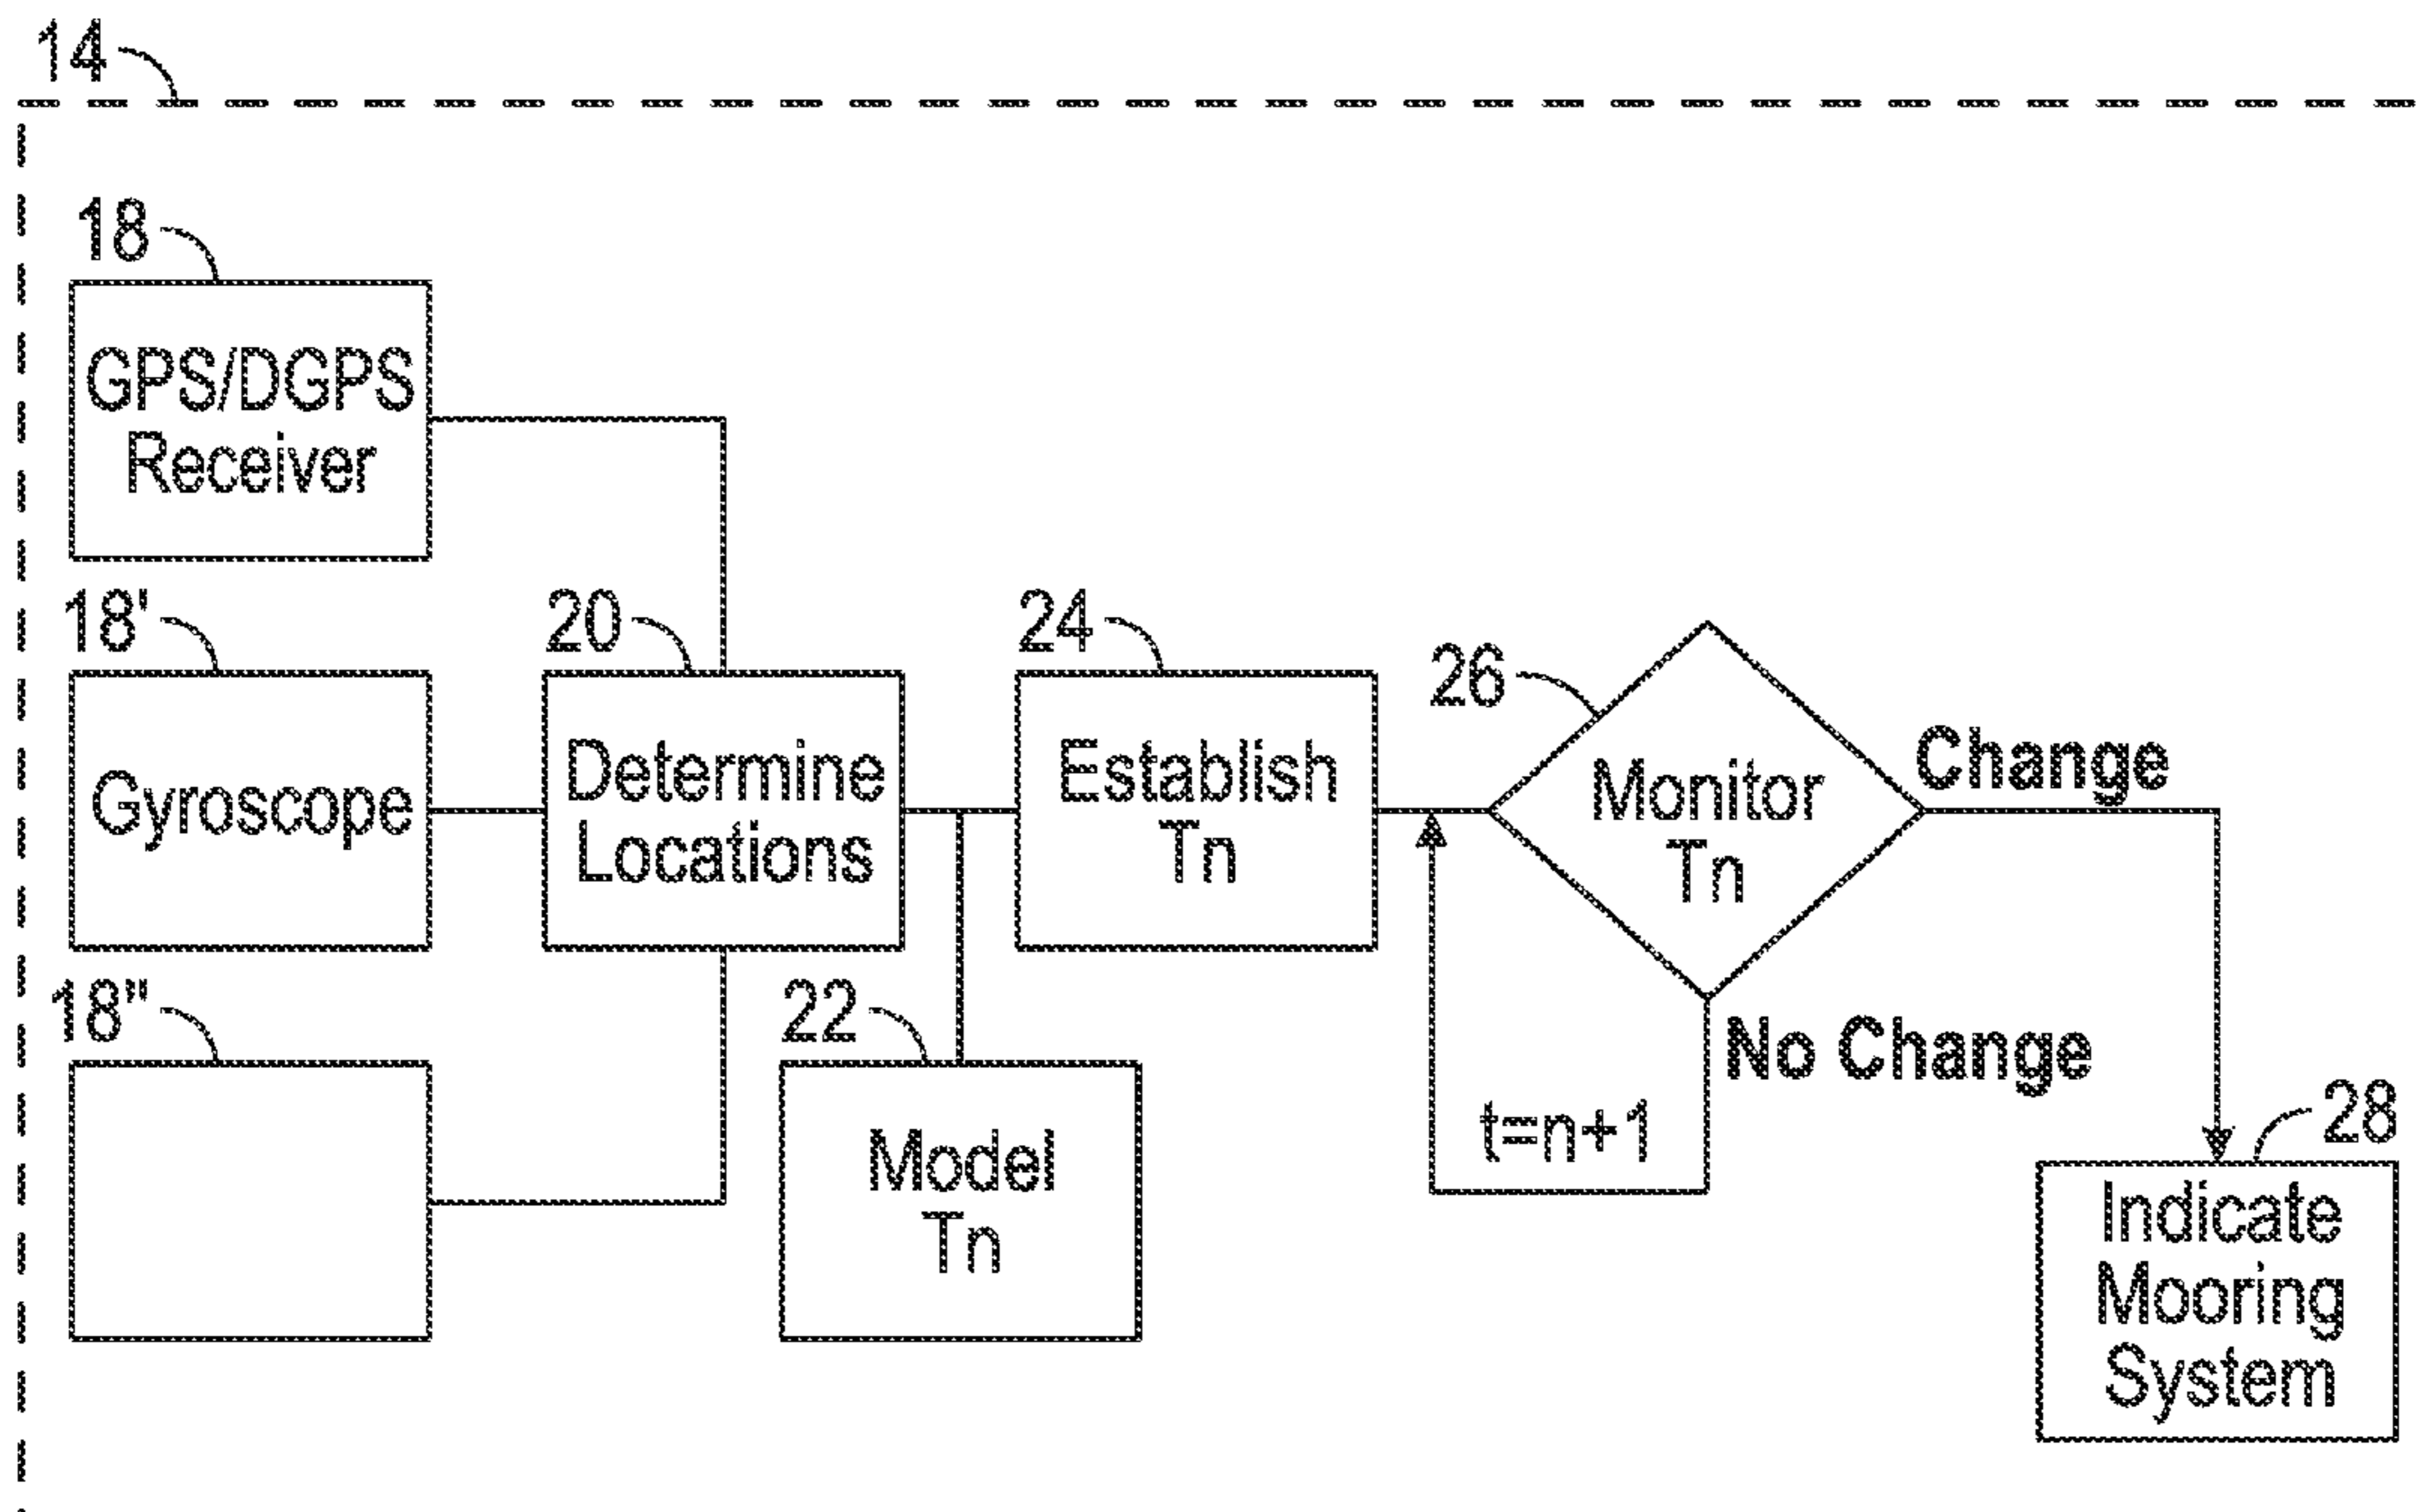 14
18
GPS/DGPS
Receiver
18'
Gyroscope
18"
20
Determine
Locations
22
Model
Tn
24
Establish
Tn
26
Monitor
Tn
Change
No Change
t=n+1
28
Indicate
Mooring
System